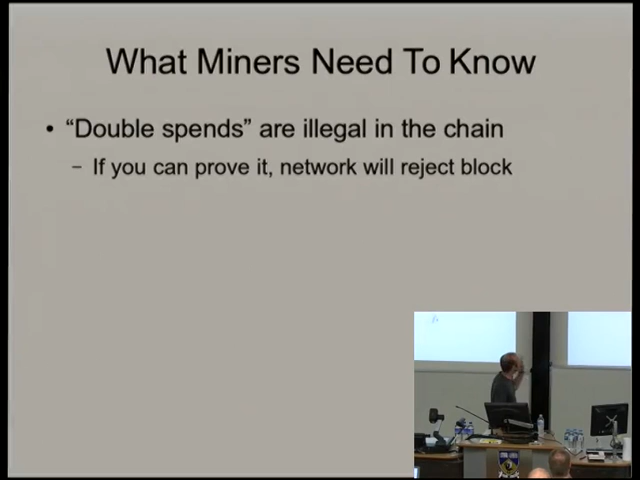 What Miners Need To Know
• “Double spends” are illegal in the chain
– If you can prove it, network will reject block